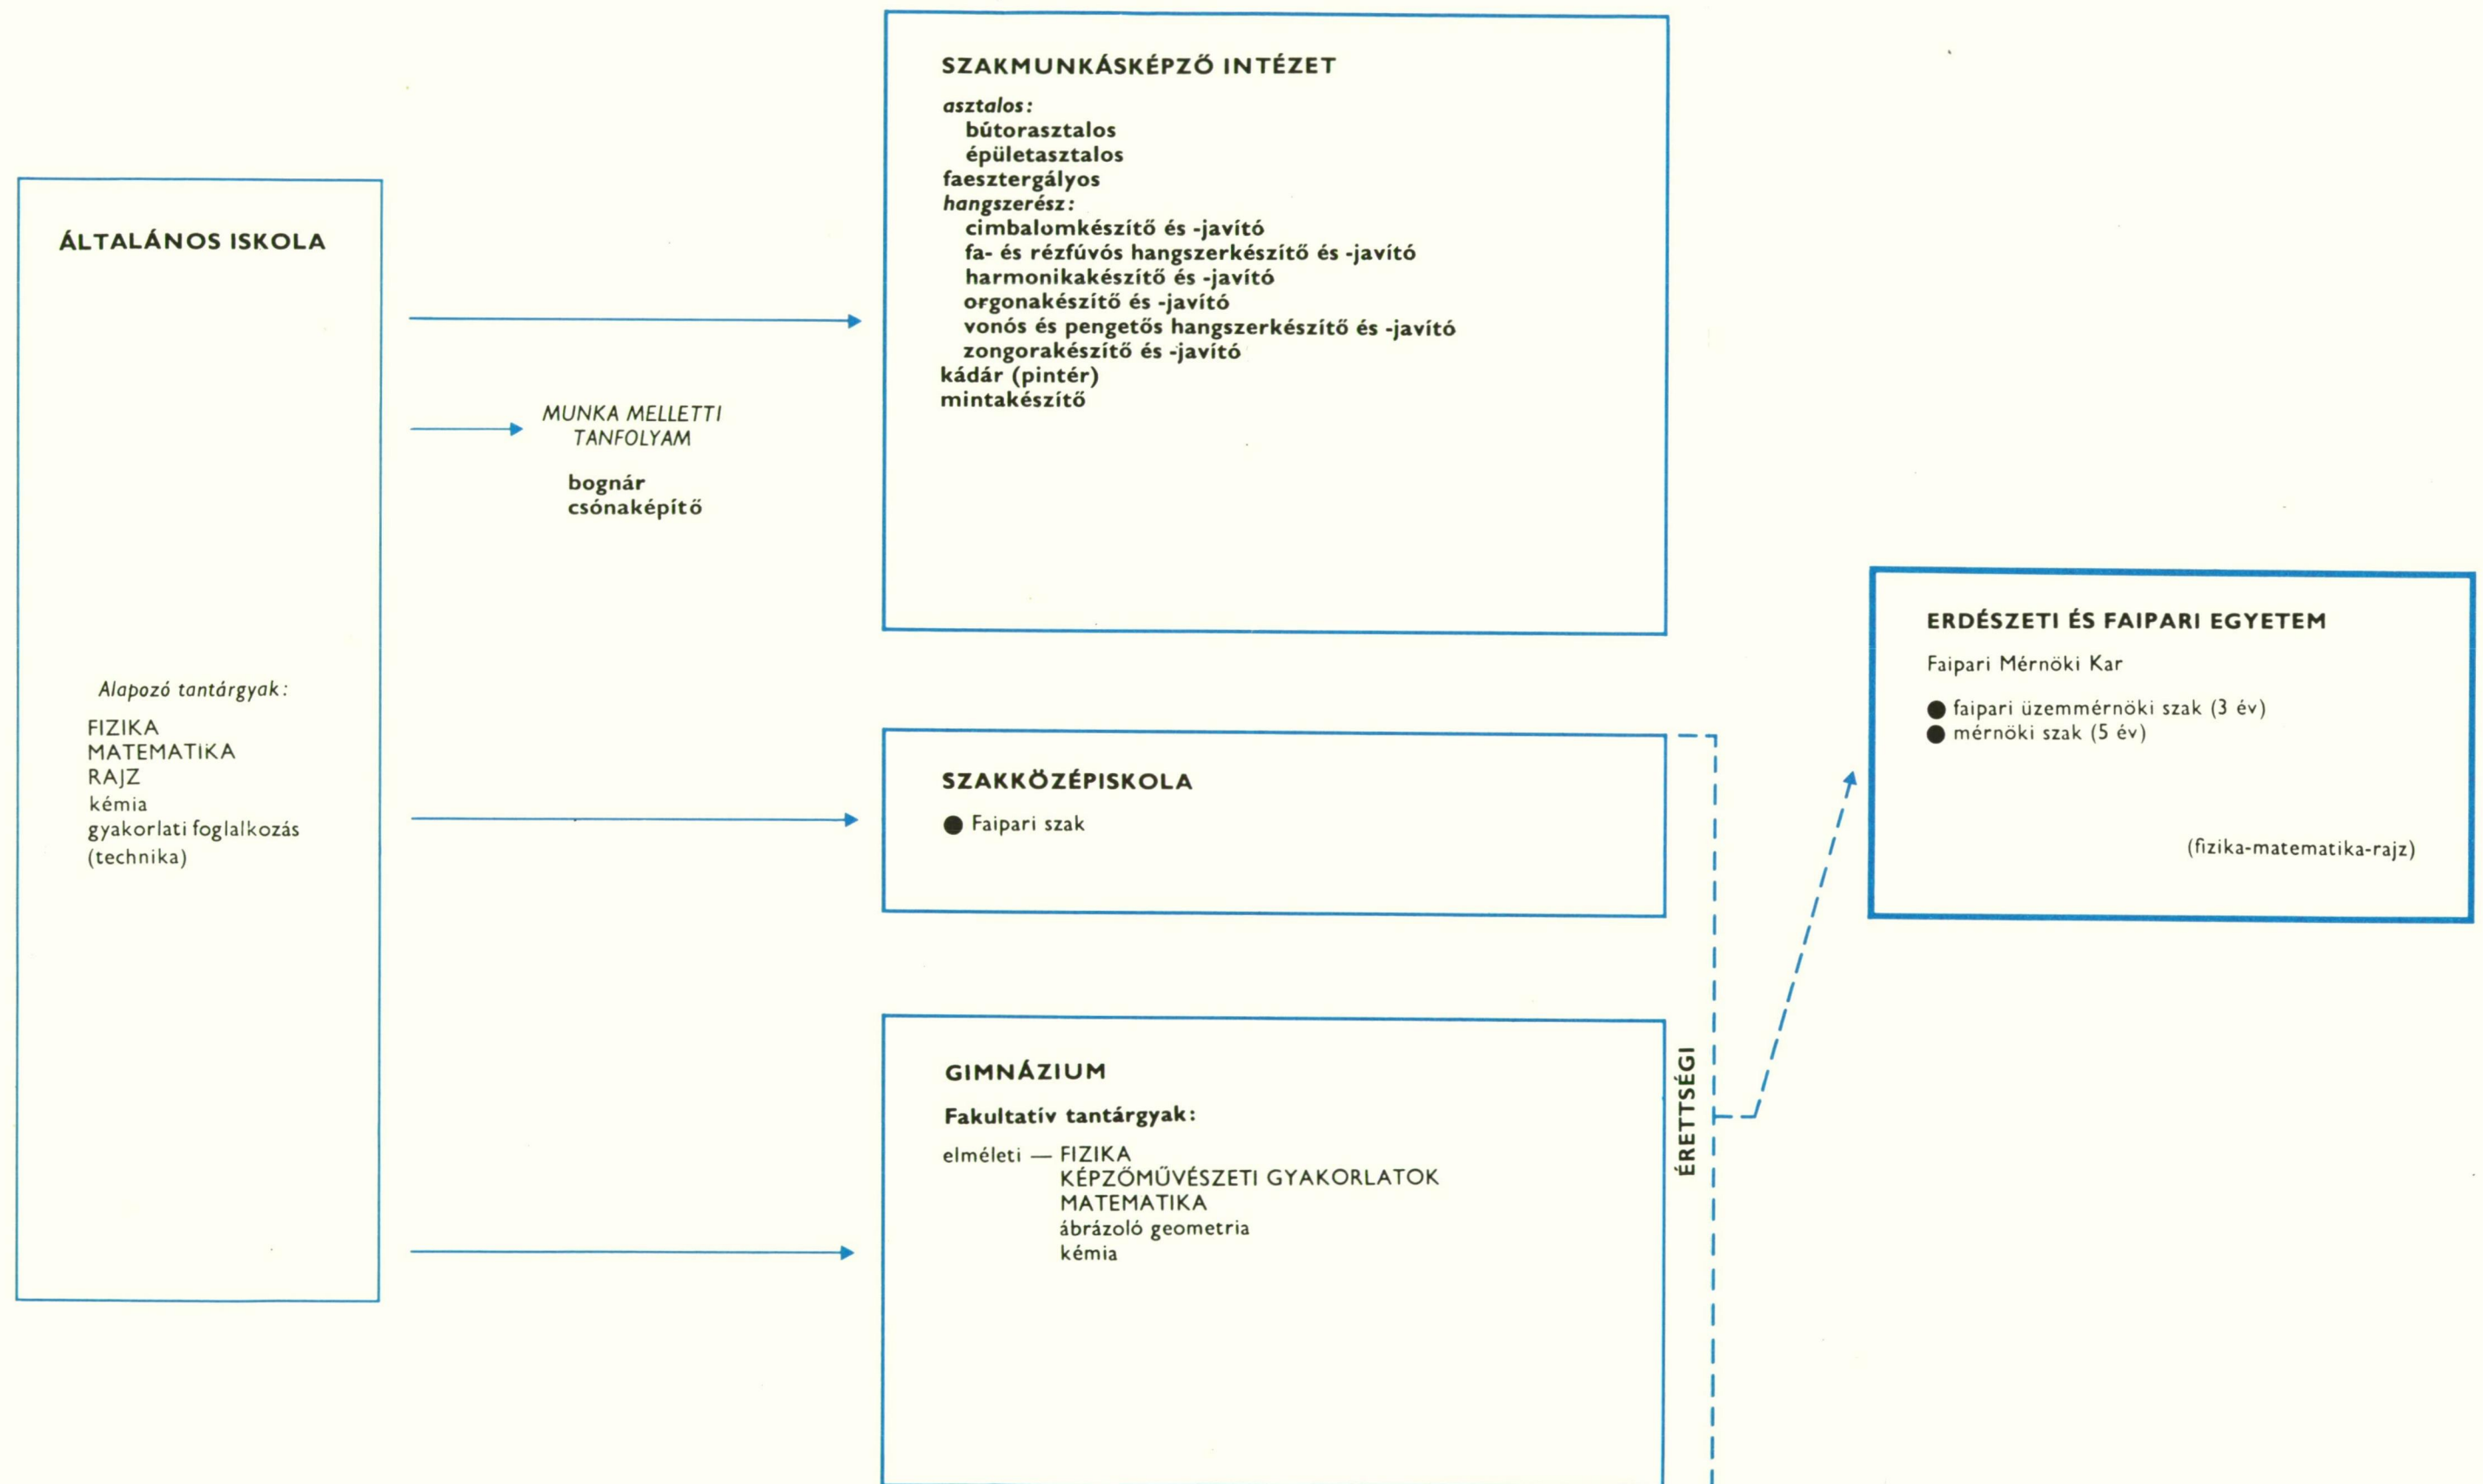 ÁLTALÁNOS ISKOLA
Alapozó tantárgyak:
FIZIKA
MATEMATIKA
RAJZ
kémia
gyakorlati foglalkozás
(technika)
MUNKA MELLETTI
TANFOLYAM
bognár
csónaképítő
SZAKMUNKÁSKÉPZŐ INTÉZET
asztalos:
bútorasztalos
épületasztalos
faesztergályos
hangszerész:
cimbalomkészítő és -javító
fa- és rézfúvós hangszerkészítő és -javító
harmonikakészítő és -javító
orgonakészítő és -javító
vonós és pengetős hangszerkészítő és -javító
zongorakészítő és -javító
kádár (pintér)
mintakészítő
SZAKKÖZÉPISKOLA
● Faipari szak
GIMNÁZIUM
Fakultatív tantárgyak:
elméleti — FIZIKA
KÉPZŐMŰVÉSZETI GYAKORLATOK
MATEMATIKA
ábrázoló geometria
kémia
ÉRETTSÉGI
ERDÉSZETI ÉS FAIPARI EGYETEM
Faipari Mérnöki Kar
● faipari üzemmérnöki szak (3 év)
● mérnöki szak (5 év)
(fizika-matematika-rajz)